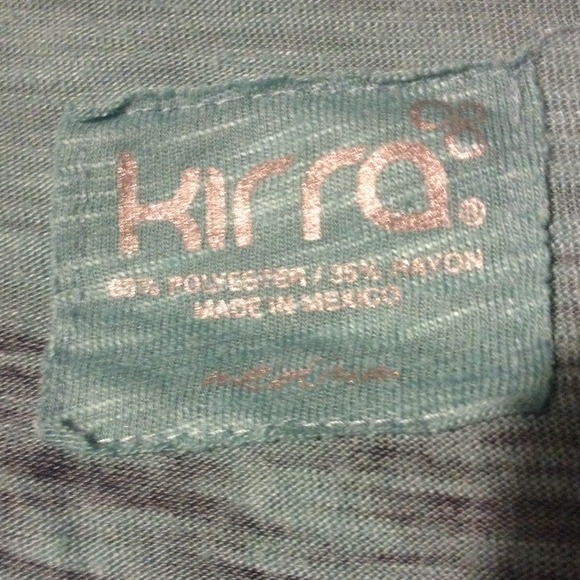 kirra®
65% POLYESTER / 35% RAYON
MADE IN MEXICO